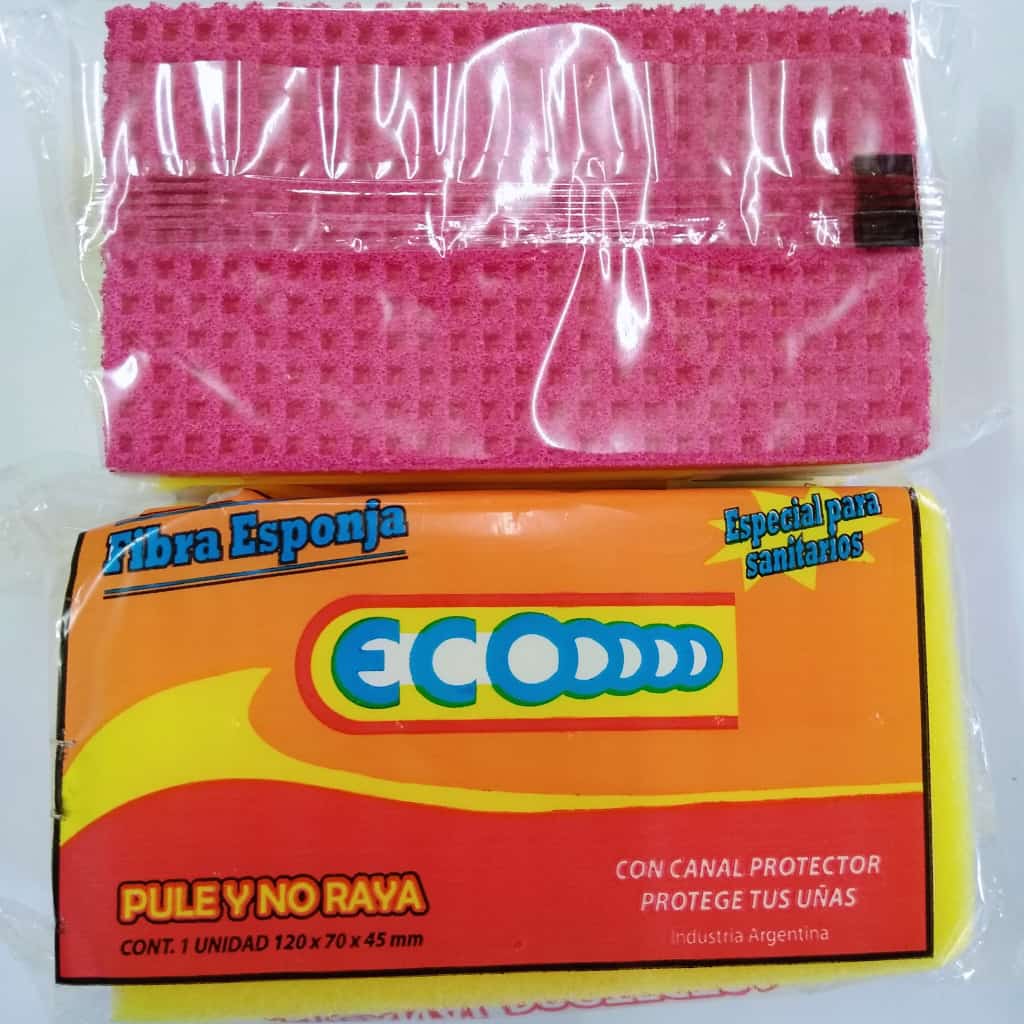 Fibra Esponja
Especial para
sanitarios
ECO
PULE Y NO RAYA
CONT. 1 UNIDAD 120 x 70 x 45 mm
CON CANAL PROTECTOR
PROTEGE TUS UÑAS
Industria Argentina